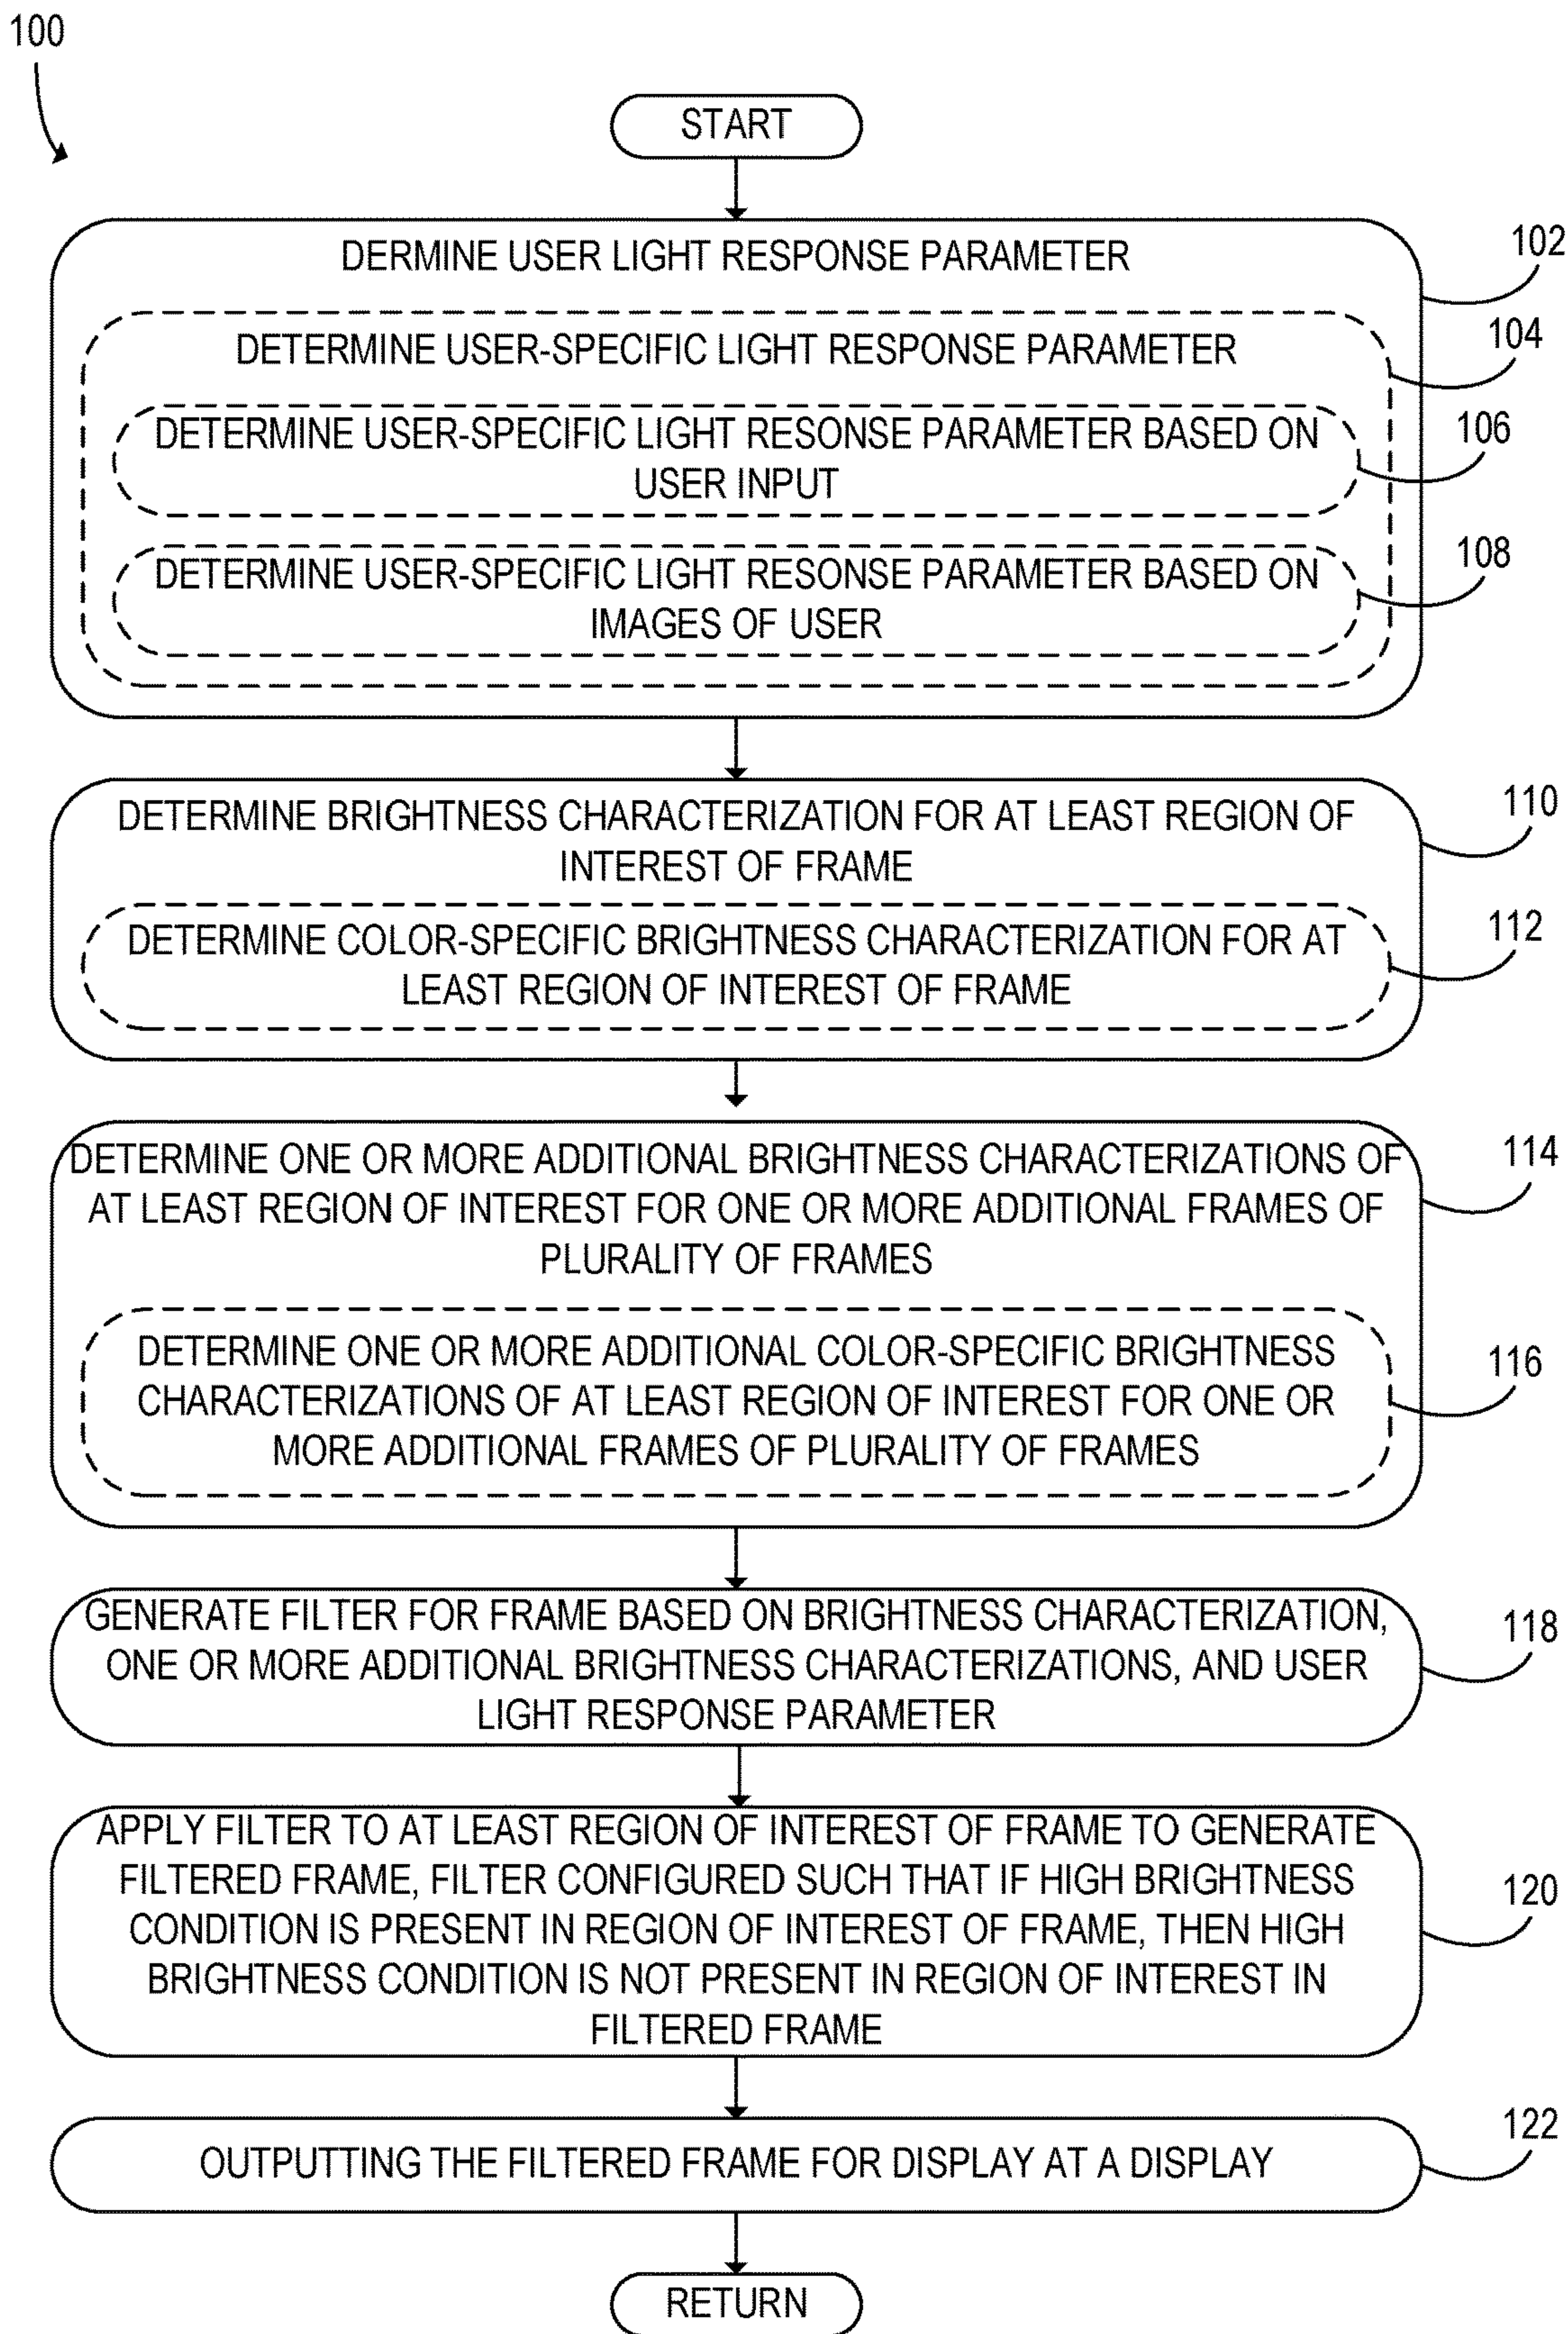 100
START
DERMINE USER LIGHT RESPONSE PARAMETER
102
DETERMINE USER-SPECIFIC LIGHT RESPONSE PARAMETER
104
DETERMINE USER-SPECIFIC LIGHT RESONSE PARAMETER BASED ON
USER INPUT
106
DETERMINE USER-SPECIFIC LIGHT RESONSE PARAMETER BASED ON
IMAGES OF USER
108
DETERMINE BRIGHTNESS CHARACTERIZATION FOR AT LEAST REGION OF
INTEREST OF FRAME
110
DETERMINE COLOR-SPECIFIC BRIGHTNESS CHARACTERIZATION FOR AT
LEAST REGION OF INTEREST OF FRAME
112
DETERMINE ONE OR MORE ADDITIONAL BRIGHTNESS CHARACTERIZATIONS OF
AT LEAST REGION OF INTEREST FOR ONE OR MORE ADDITIONAL FRAMES OF
PLURALITY OF FRAMES
114
DETERMINE ONE OR MORE ADDITIONAL COLOR-SPECIFIC BRIGHTNESS
CHARACTERIZATIONS OF AT LEAST REGION OF INTEREST FOR ONE OR
MORE ADDITIONAL FRAMES OF PLURALITY OF FRAMES
116
GENERATE FILTER FOR FRAME BASED ON BRIGHTNESS CHARACTERIZATION,
ONE OR MORE ADDITIONAL BRIGHTNESS CHARACTERIZATIONS, AND USER
LIGHT RESPONSE PARAMETER
118
APPLY FILTER TO AT LEAST REGION OF INTEREST OF FRAME TO GENERATE
FILTERED FRAME, FILTER CONFIGURED SUCH THAT IF HIGH BRIGHTNESS
CONDITION IS PRESENT IN REGION OF INTEREST OF FRAME, THEN HIGH
BRIGHTNESS CONDITION IS NOT PRESENT IN REGION OF INTEREST IN
FILTERED FRAME
120
OUTPUTTING THE FILTERED FRAME FOR DISPLAY AT A DISPLAY
122
RETURN